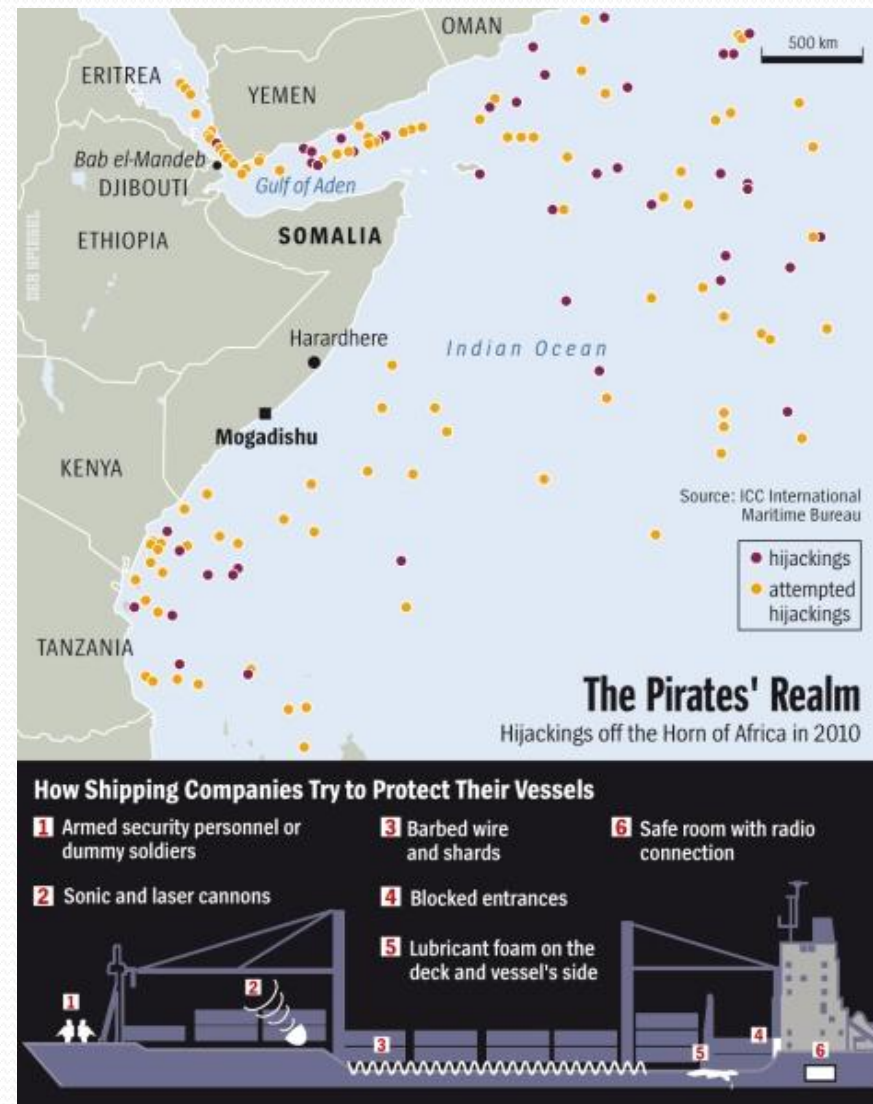 OMAN
500 km
ERITREA
YEMEN
Bab el-Mandeb
DJIBOUTI
Gulf of Aden
DER SPIEGEL
ETHIOPIA
SOMALIA
Harardhere
Indian Ocean
Mogadishu
KENYA
Source: ICC International
Maritime Bureau
hijackings
attempted
hijackings
TANZANIA
The Pirates' Realm
Hijackings off the Horn of Africa in 2010
How Shipping Companies Try to Protect Their Vessels
1 Armed security personnel or
dummy soldiers
2 Sonic and laser cannons
3 Barbed wire
and shards
4 Blocked entrances
5 Lubricant foam on the
deck and vessel's side
6 Safe room with radio
connection
1
2
3
5
4
6